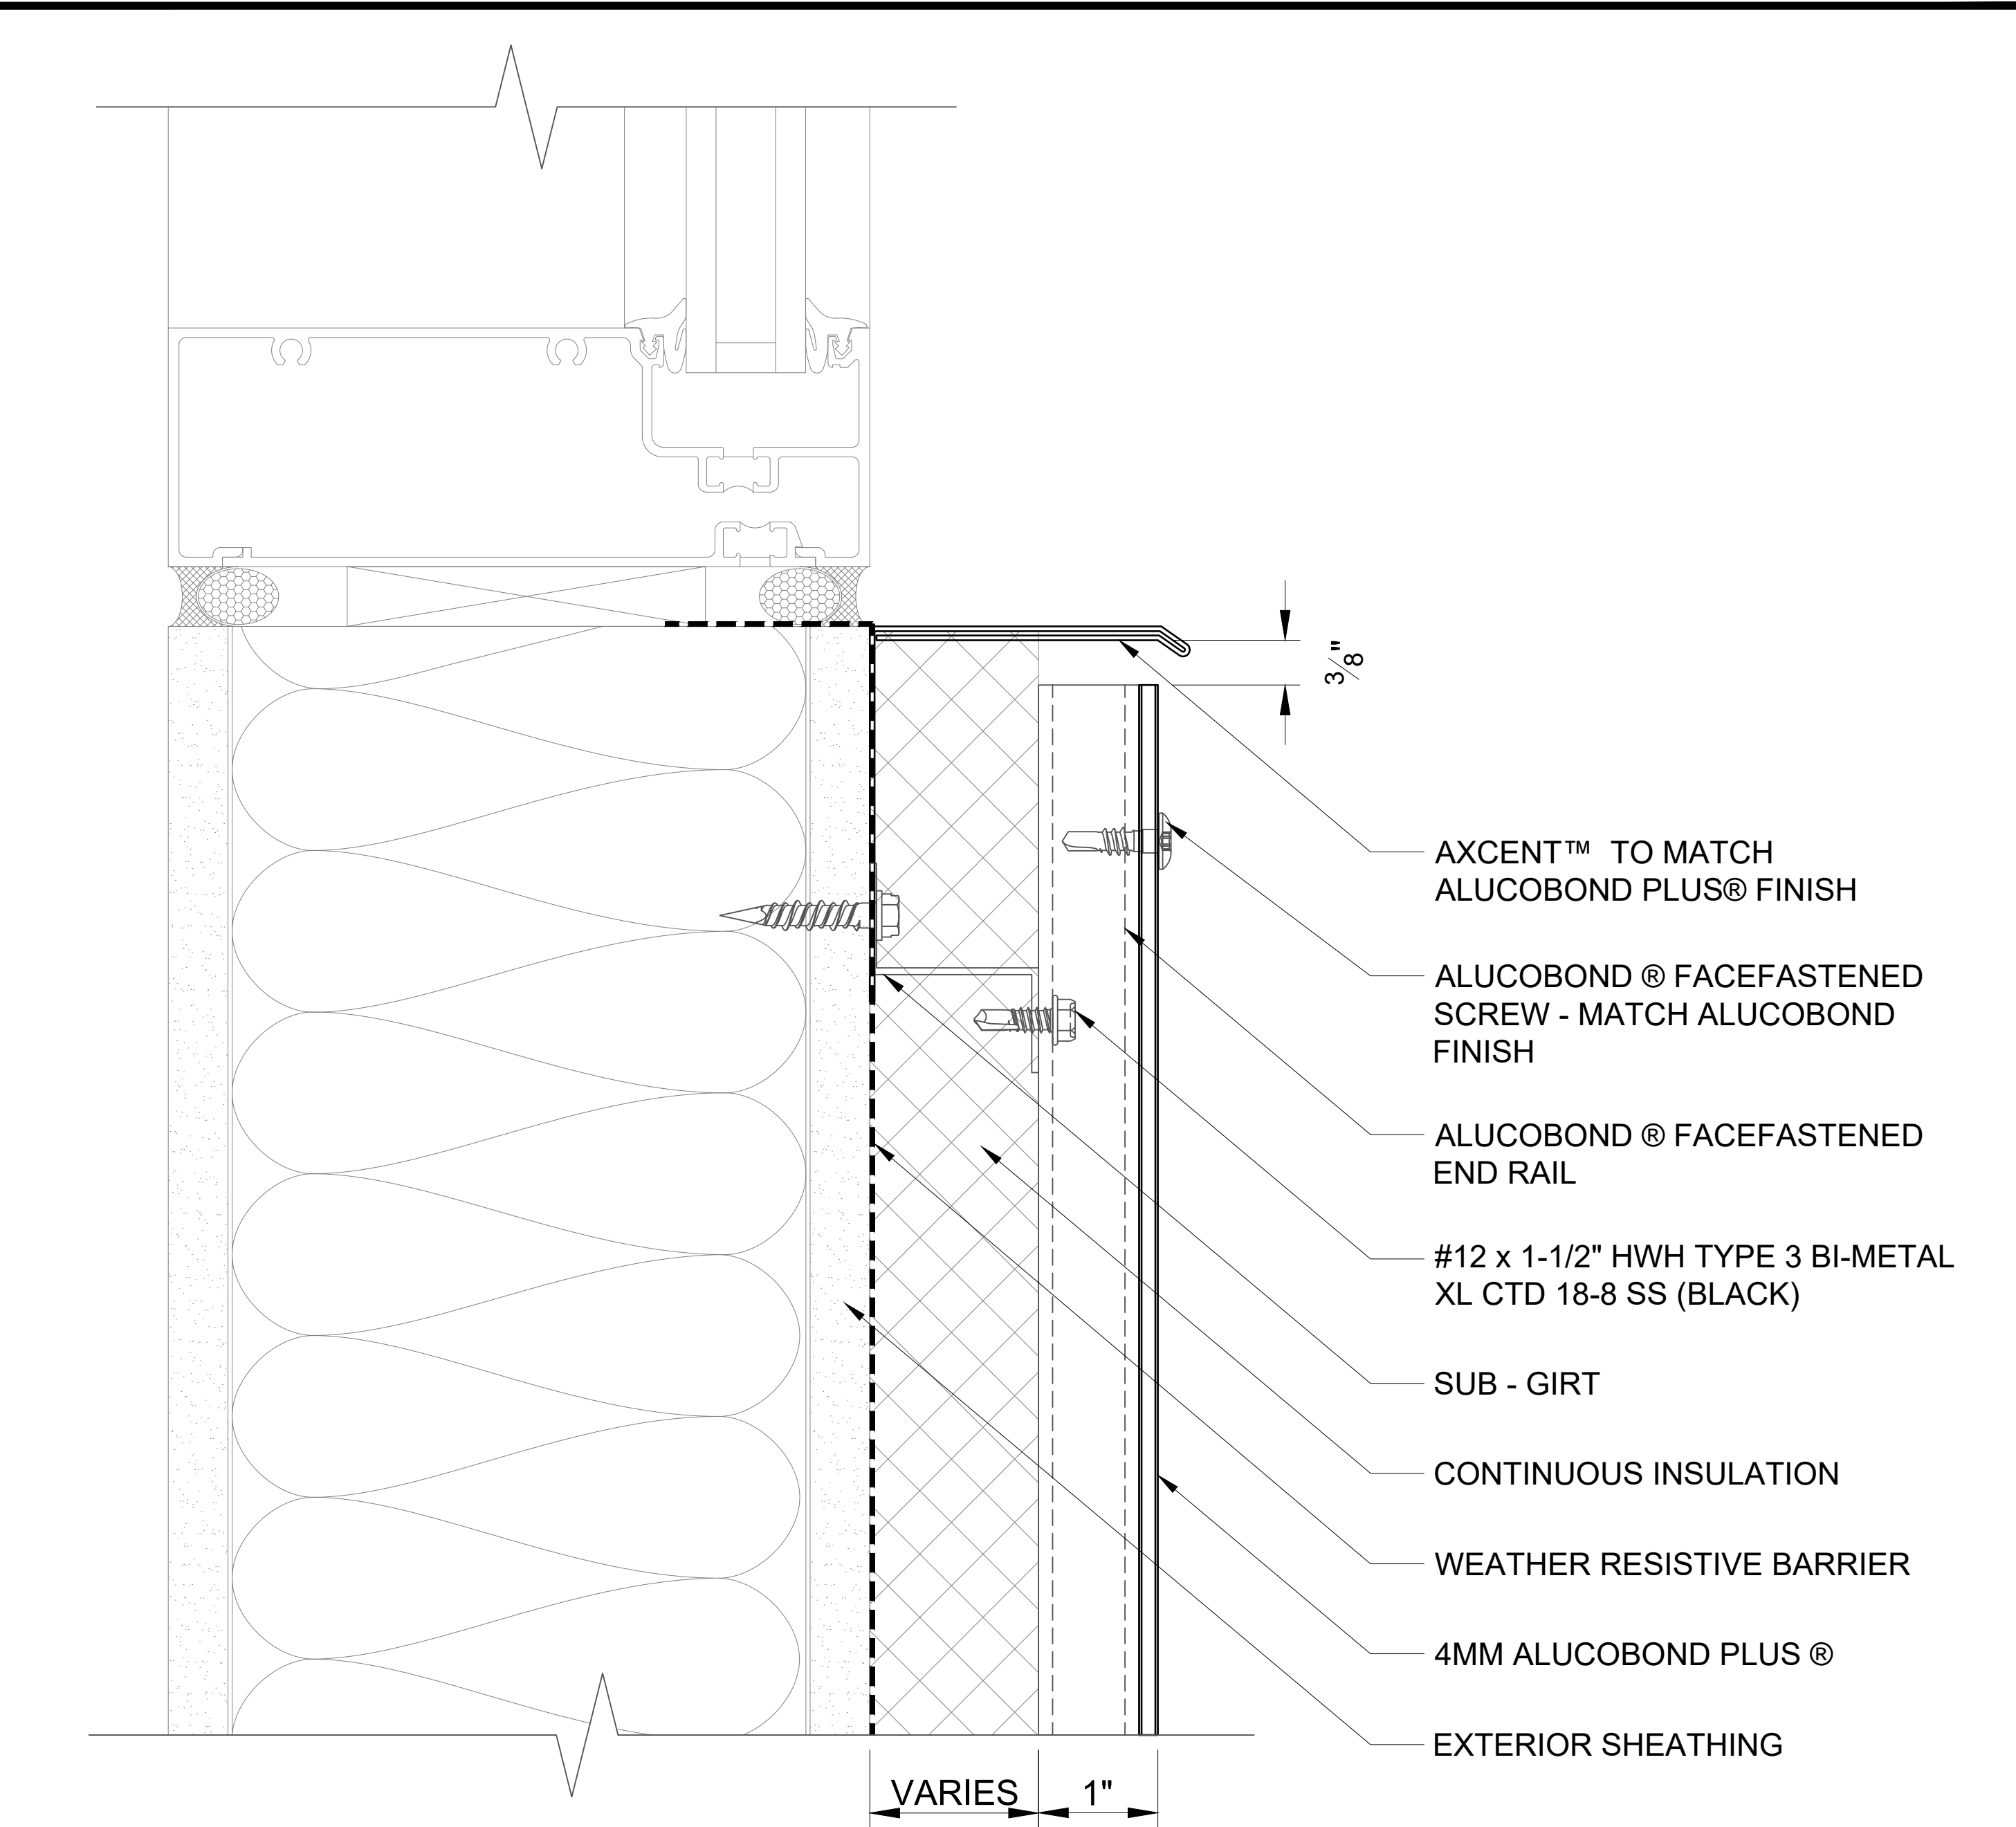 3/8"
AXCENT™ TO MATCH
ALUCOBOND PLUS® FINISH
ALUCOBOND ® FACEFASTENED
SCREW - MATCH ALUCOBOND
FINISH
ALUCOBOND ® FACEFASTENED
END RAIL
#12 x 1-1/2" HWH TYPE 3 BI-METAL
XL CTD 18-8 SS (BLACK)
SUB - GIRT
CONTINUOUS INSULATION
WEATHER RESISTIVE BARRIER
4MM ALUCOBOND PLUS ®
EXTERIOR SHEATHING
VARIES 1"